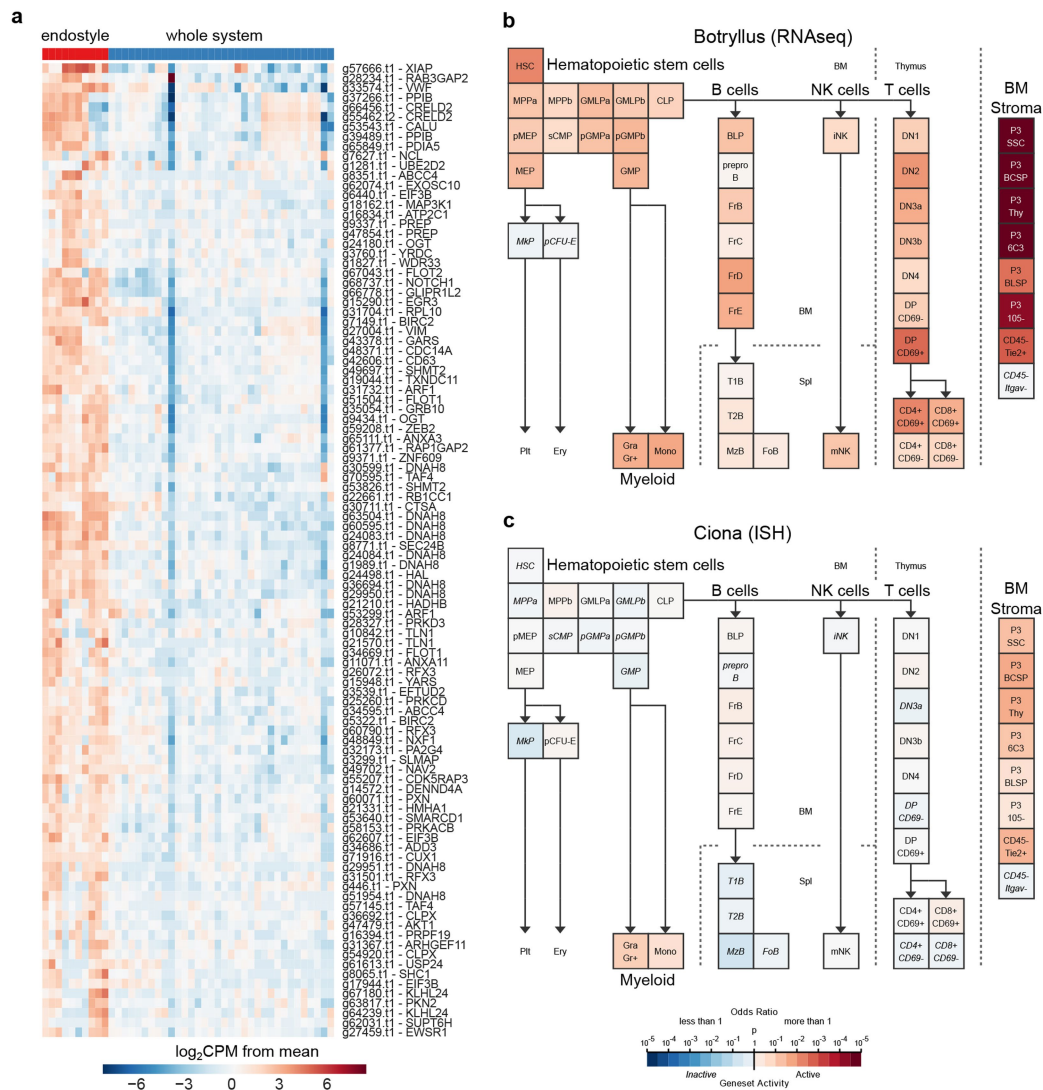 a
endostyle
whole system
g57666.t1 - XIAP
g28234.t1 - RAB3GAP2
g33574.t1 - VWF
g37266.t1 - PPIB
g66456.t1 - CRELD2
g55462.t2 - CRELD2
g53543.t1 - CALU
g39489.t1 - PPIB
g65849.t1 - PDIA5
g7627.t1 - NCL
g1281.t1 - UBE2D2
g8351.t1 - ABCC4
g62074.t1 - EXOSC10
g6440.t1 - EIF3B
g18162.t1 - MAP3K1
g16834.t1 - ATP2C1
g9337.t1 - PREP
g47854.t1 - PREP
g24180.t1 - OGT
g3760.t1 - YRDC
g1827.t1 - WDR33
g67043.t1 - FLOT2
g68737.t1 - NOTCH1
g66778.t1 - GLIPR1L2
g15290.t1 - EGR3
g31704.t1 - RPL10
g7149.t1 - BIRC2
g27004.t1 - VIM
g43378.t1 - GARS
g48371.t1 - CDC14A
g42606.t1 - CD63
g49697.t1 - SHMT2
g19044.t1 - TXNDC11
g31732.t1 - ARF1
g51504.t1 - FLOT1
g35054.t1 - GRB10
g9434.t1 - OGT
g59208.t1 - ZEB2
g65111.t1 - ANXA3
g61377.t1 - RAP1GAP2
g9371.t1 - ZNF609
g30599.t1 - DNAH8
g70595.t1 - TAF4
g53826.t1 - SHMT2
g22661.t1 - RB1CC1
g30711.t1 - CTSA
g63504.t1 - DNAH8
g60595.t1 - DNAH8
g24083.t1 - DNAH8
g8771.t1 - SEC24B
g24084.t1 - DNAH8
g1989.t1 - DNAH8
g24498.t1 - HAL
g36694.t1 - DNAH8
g29950.t1 - DNAH8
g21210.t1 - HADHB
g53299.t1 - ARF1
g28327.t1 - PRKD3
g10842.t1 - TLN1
g21570.t1 - TLN1
g34669.t1 - FLOT1
g11071.t1 - ANXA11
g26072.t1 - RFX3
g15948.t1 - YARS
g3539.t1 - EFTUD2
g25260.t1 - PRKCD
g34595.t1 - ABCC4
g5322.t1 - BIRC2
g60790.t1 - RFX3
g48849.t1 - NXF1
g32173.t1 - PA2G4
g3299.t1 - SLMAP
g49702.t1 - NAV2
g55207.t1 - CDK5RAP3
g14572.t1 - DENND4A
g60071.t1 - PXN
g21331.t1 - HMHA1
g53640.t1 - SMARCD1
g58153.t1 - PRKACB
g62607.t1 - EIF3B
g34686.t1 - ADD3
g71916.t1 - CUX1
g29951.t1 - DNAH8
g31501.t1 - RFX3
g446.t1 - PXN
g51954.t1 - DNAH8
g57145.t1 - TAF4
g36692.t1 - CLPX
g47479.t1 - AKT1
g16394.t1 - PRPF19
g31367.t1 - ARHGEF11
g54920.t1 - CLPX
g61613.t1 - USP24
g8065.t1 - SHC1
g17944.t1 - EIF3B
g67180.t1 - KLHL24
g63817.t1 - PKN2
g64239.t1 - KLHL24
g62031.t1 - SUPT6H
g27459.t1 - EWSR1
log2CPM from mean
−6 −3 0 3 6
b
Botryllus (RNAseq)
HSC
Hematopoietic stem cells
BM
Thymus
MPPa MPPb GMLPa GMLPb CLP
B cells
NK cells
T cells
BM
Stroma
pMEP sCMP pGMPa pGMPb
MEP GMP
MkP pCFU-E
Plt Ery
Gra
Gr+
Mono
Myeloid
BLP
prepro
B
FrB
FrC
FrD
FrE
BM
T1B
T2B
MzB FoB
Spl
iNK
mNK
DN1
DN2
DN3a
DN3b
DN4
DP
CD69-
DP
CD69+
CD4+
CD69+
CD8+
CD69+
CD4+
CD69-
CD8+
CD69-
P3
SSC
P3
BCSP
P3
Thy
P3
6C3
P3
BLSP
P3
105-
CD45-
Tie2+
CD45-
Itgav-
c
Ciona (ISH)
HSC
Hematopoietic stem cells
BM
Thymus
MPPa MPPb GMLPa GMLPb CLP
B cells
NK cells
T cells
BM
Stroma
pMEP sCMP pGMPa pGMPb
MEP GMP
MkP pCFU-E
Plt Ery
Gra
Gr+
Mono
Myeloid
BLP
prepro
B
FrB
FrC
FrD
FrE
BM
T1B
T2B
MzB FoB
Spl
iNK
mNK
DN1
DN2
DN3a
DN3b
DN4
DP
CD69-
DP
CD69+
CD4+
CD69+
CD8+
CD69+
CD4+
CD69-
CD8+
CD69-
P3
SSC
P3
BCSP
P3
Thy
P3
6C3
P3
BLSP
P3
105-
CD45-
Tie2+
CD45-
Itgav-
Odds Ratio
less than 1 p more than 1
10-5 10-4 10-3 10-2 10-1 1 10-1 10-2 10-3 10-4 10-5
Inactive Active
Geneset Activity